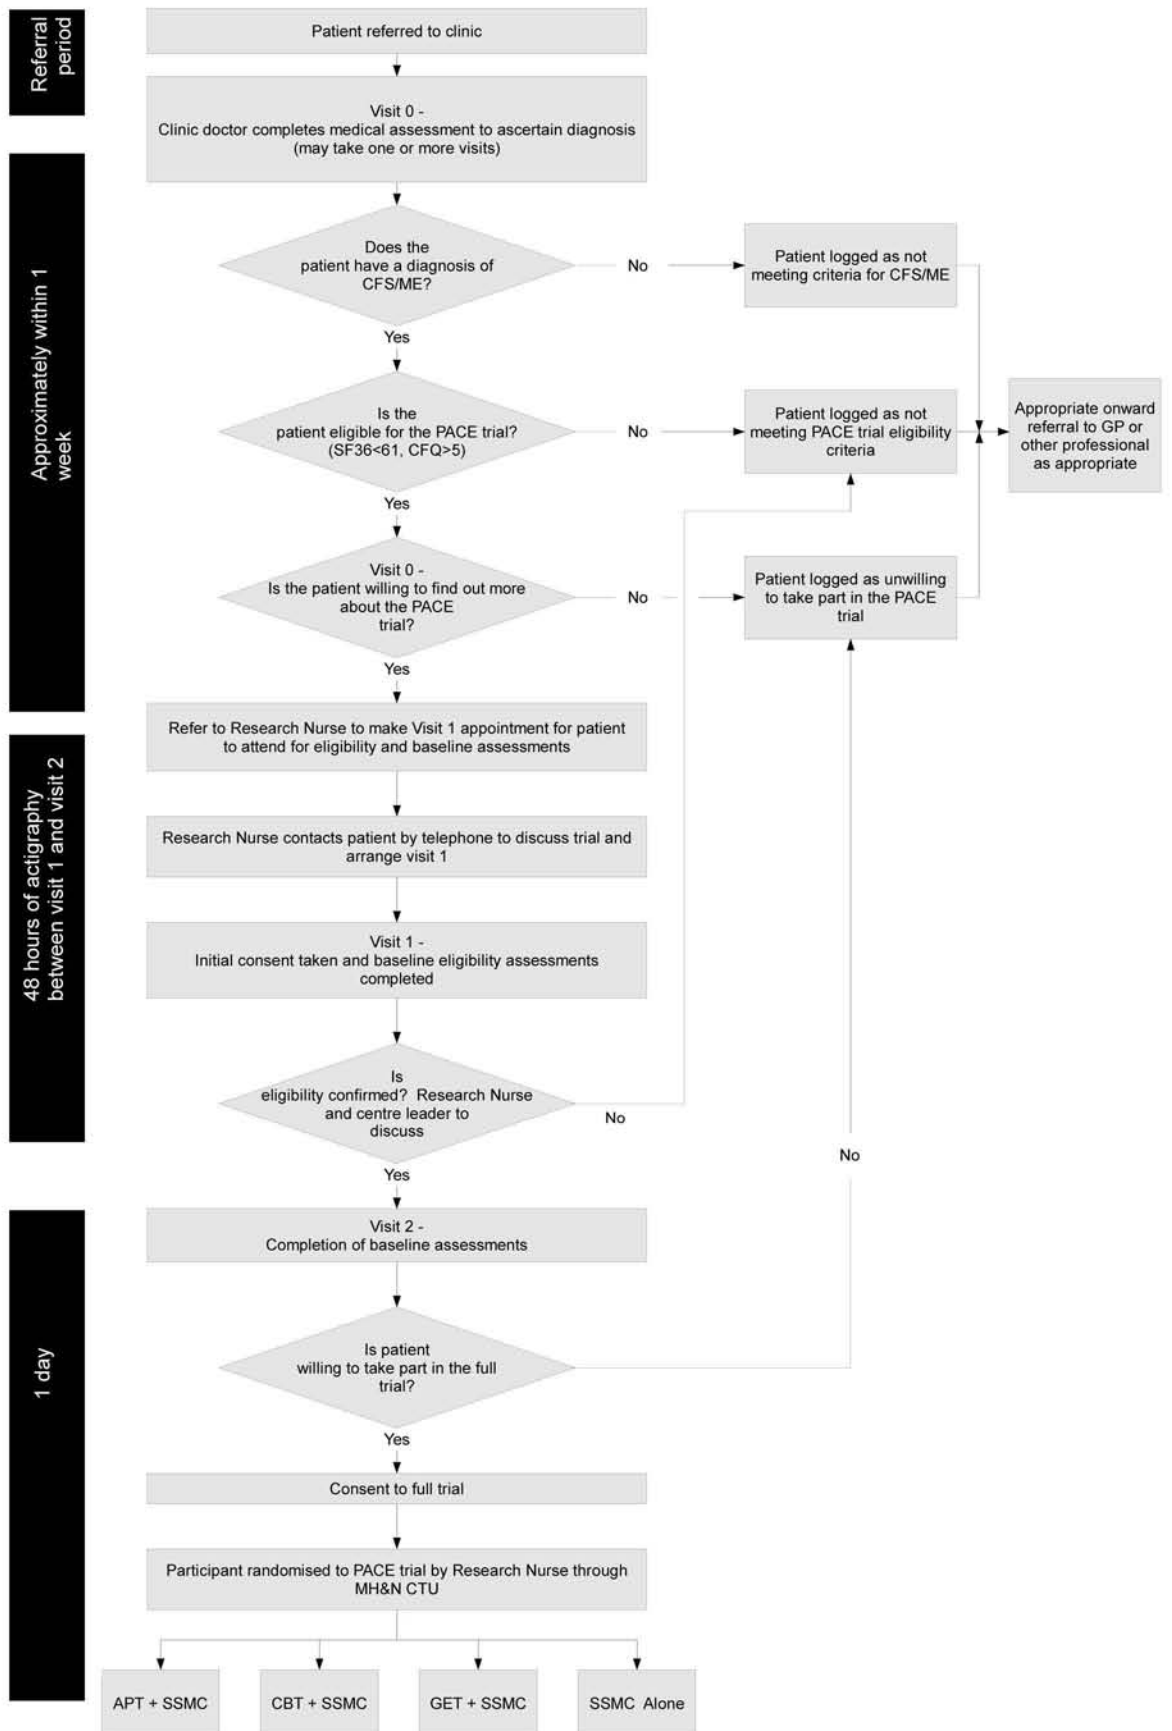 Referral
period
Patient referred to clinic
Visit 0 -
Clinic doctor completes medical assessment to ascertain diagnosis
(may take one or more visits)
Approximately within 1
week
Does the
patient have a diagnosis of
CFS/ME?
No
Patient logged as not
meeting criteria for CFS/ME
Yes
Is the
patient eligible for the PACE trial?
(SF36<61, CFQ>5)
No
Patient logged as not
meeting PACE trial eligibility
criteria
Appropriate onward
referral to GP or
other professional
as appropriate
Yes
Visit 0 -
Is the patient willing to find out more
about the PACE
trial?
No
Patient logged as unwilling
to take part in the PACE
trial
Yes
Refer to Research Nurse to make Visit 1 appointment for patient
to attend for eligibility and baseline assessments
48 hours of actigraphy
between visit 1 and visit 2
Research Nurse contacts patient by telephone to discuss trial and
arrange visit 1
Visit 1 -
Initial consent taken and baseline eligibility assessments
completed
Is
eligibility confirmed? Research Nurse
and centre leader to
discuss
No
Yes
No
Visit 2 -
Completion of baseline assessments
1 day
Is patient
willing to take part in the full
trial?
Yes
Consent to full trial
Participant randomised to PACE trial by Research Nurse through
MH&N CTU
APT + SSMC
CBT + SSMC
GET + SSMC
SSMC Alone